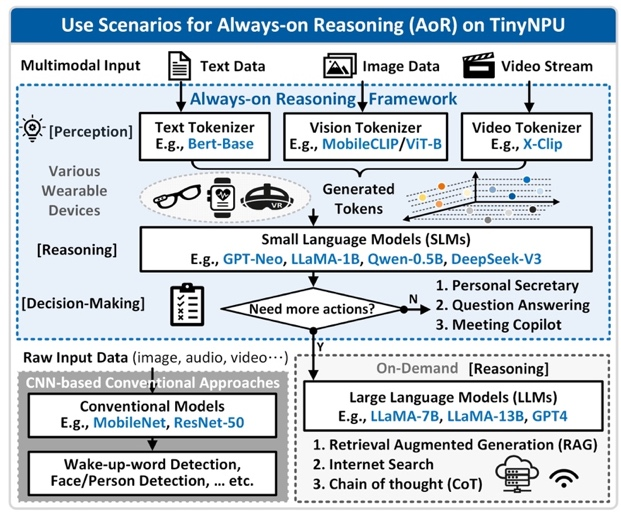 Use Scenarios for Always-on Reasoning (AoR) on TinyNPU
Multimodal Input
Text Data
Image Data
Video Stream
Always-on Reasoning Framework
[Perception]
Text Tokenizer
E.g., Bert-Base
Vision Tokenizer
E.g., MobileCLIP/ViT-B
Video Tokenizer
E.g., X-Clip
Various
Wearable
Devices
VR
Generated
Tokens
[Reasoning]
Small Language Models (SLMs)
E.g., GPT-Neo, LLaMA-1B, Qwen-0.5B, DeepSeek-V3
[Decision-Making]
Need more actions?
N
1. Personal Secretary
2. Question Answering
3. Meeting Copilot
Y
Raw Input Data (image, audio, video…)
CNN-based Conventional Approaches
Conventional Models
E.g., MobileNet, ResNet-50
Wake-up-word Detection,
Face/Person Detection, … etc.
On-Demand [Reasoning]
Large Language Models (LLMs)
E.g., LLaMA-7B, LLaMA-13B, GPT4
1. Retrieval Augmented Generation (RAG)
2. Internet Search
3. Chain of thought (CoT)